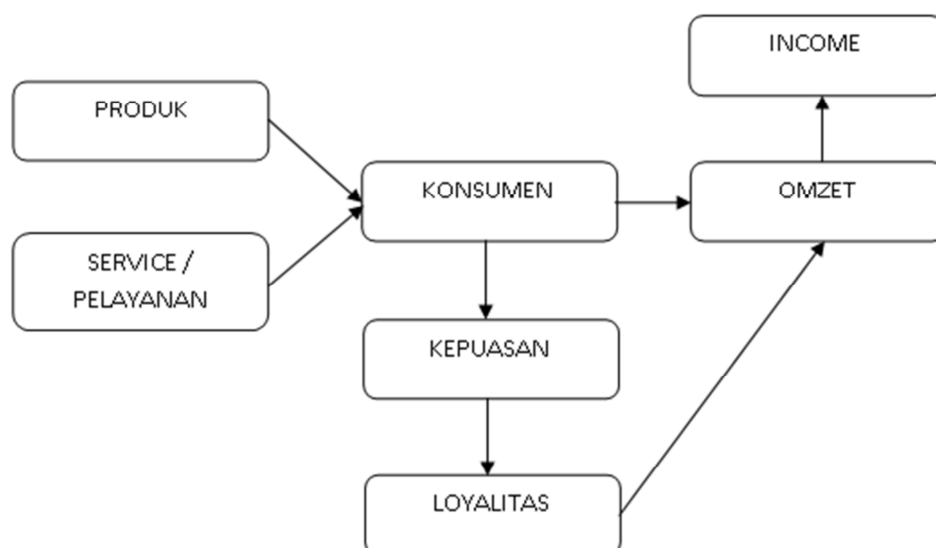 INCOME
PRODUK
KONSUMEN
OMZET
SERVICE /
PELAYANAN
KEPUASAN
LOYALITAS